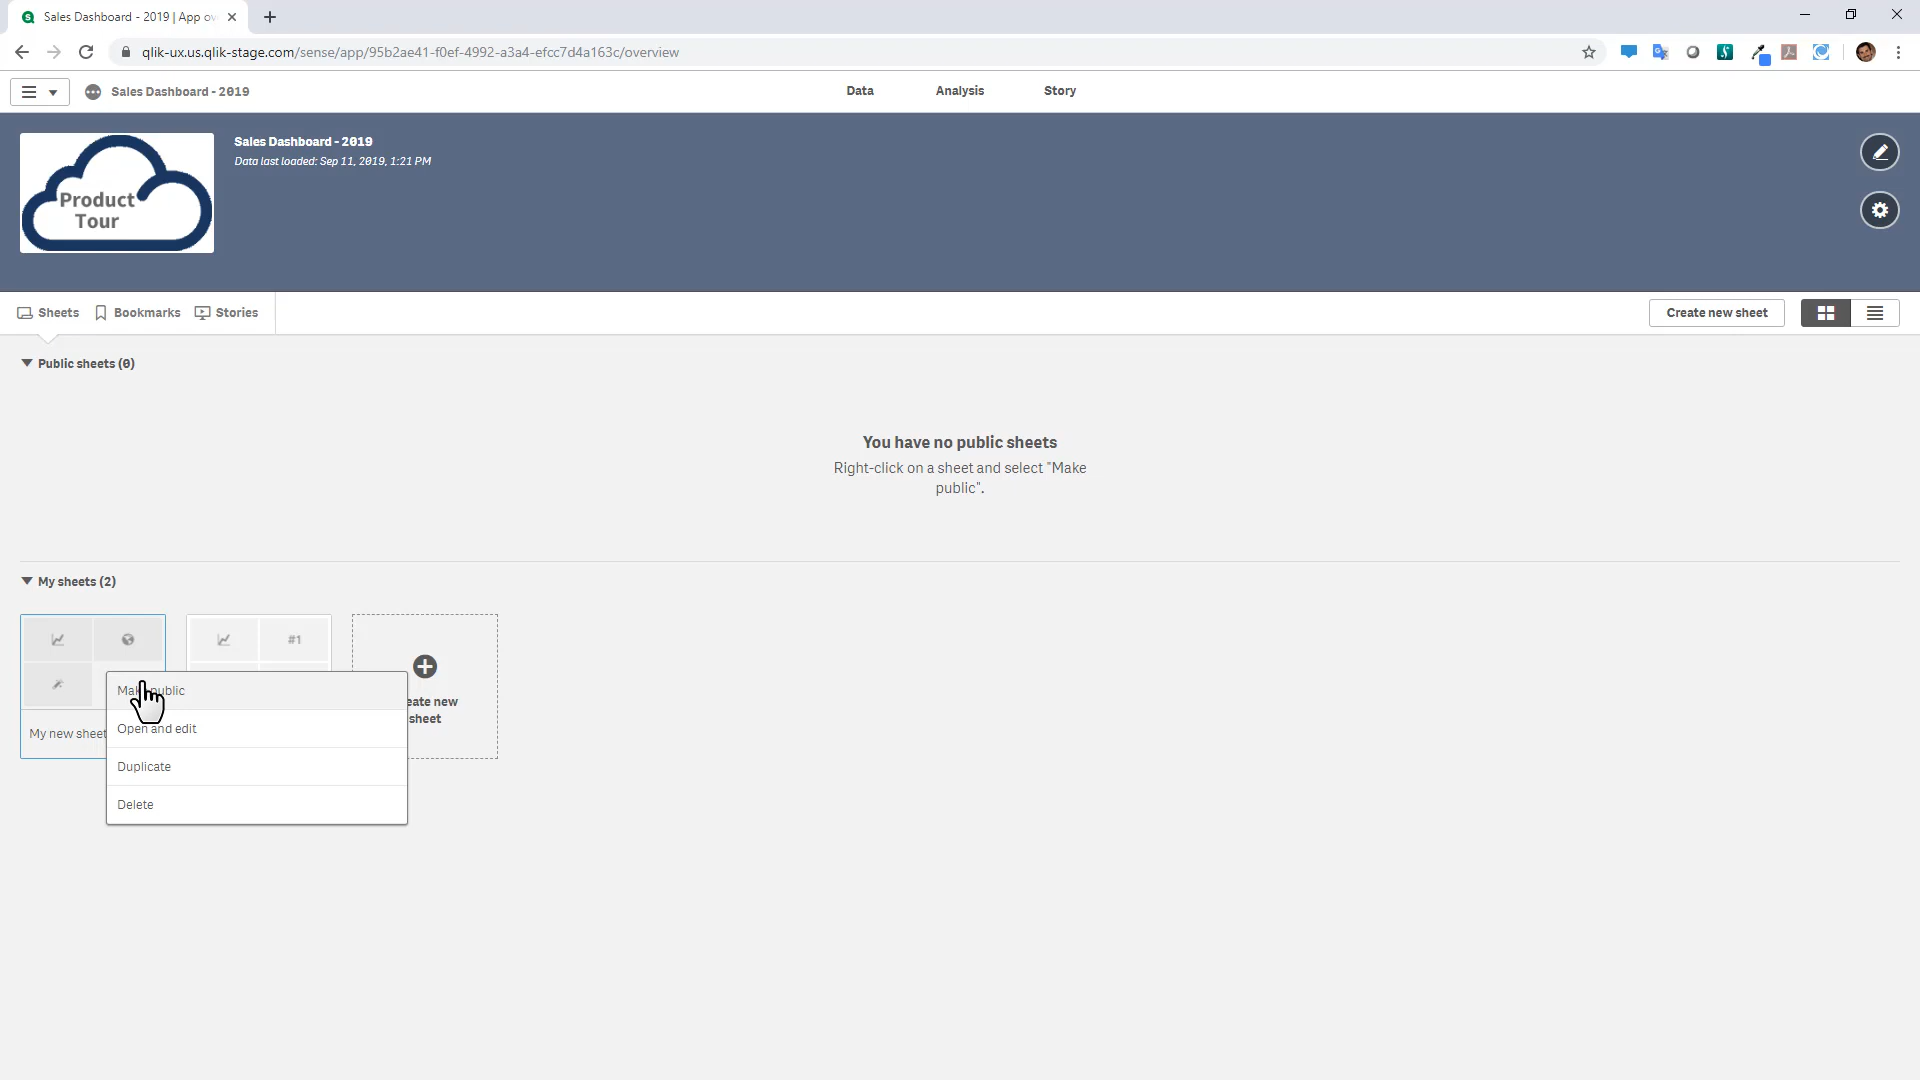 Sales Dashboard - 2019 | App ov
qlik-ux.us.qlik-stage.com/sense/app/95b2ae41-f0ef-4992-a3a4-efcc7d4a163c/overview
Sales Dashboard - 2019
Data
Analysis
Story
Product
Tour
Sales Dashboard - 2019
Data last loaded: Sep 11, 2019, 1:21 PM
Sheets
Bookmarks
Stories
Create new sheet
Public sheets (0)
You have no public sheets
Right-click on a sheet and select "Make
public".
My sheets (2)
#1
My new sheet
Make public
Open and edit
Duplicate
Delete
eate new
sheet